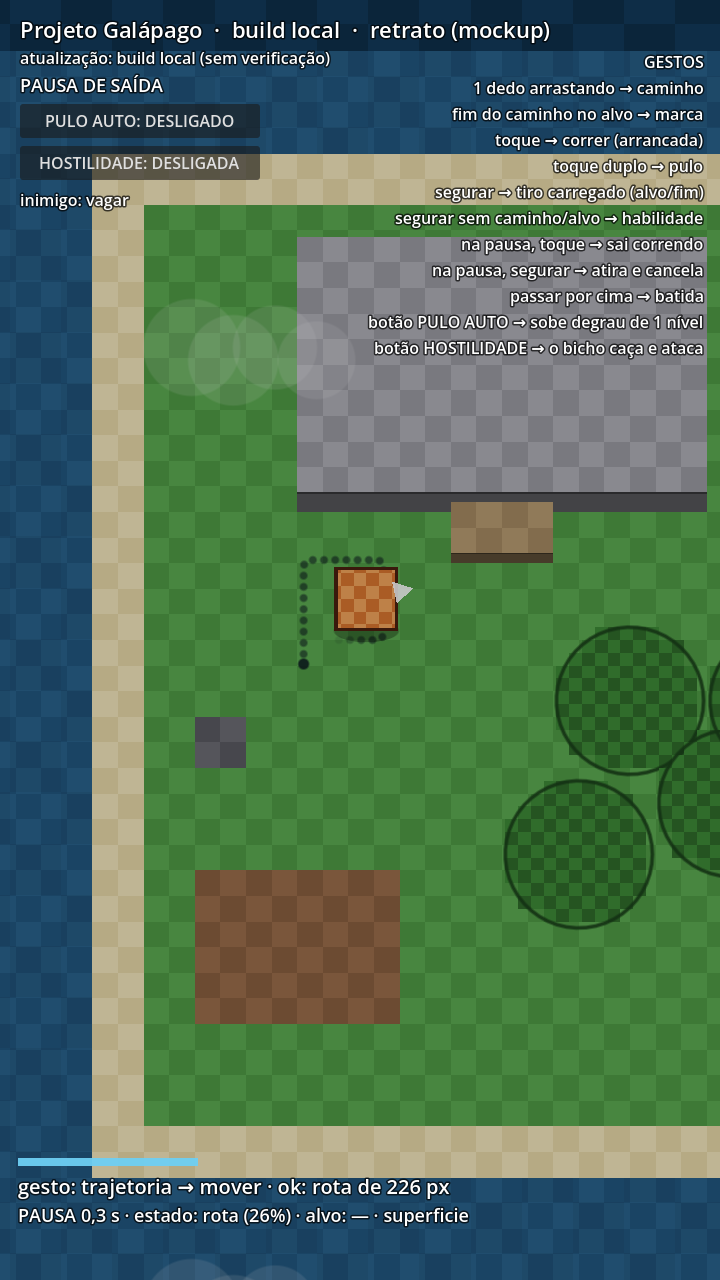 Projeto Galápago · build local · retrato (mockup)
atualização: build local (sem verificação)
PAUSA DE SAÍDA
PULO AUTO: DESLIGADO
HOSTILIDADE: DESLIGADA
inimigo: vagar
GESTOS
1 dedo arrastando → caminho
fim do caminho no alvo → marca
toque → correr (arrancada)
toque duplo → pulo
segurar → tiro carregado (alvo/fim)
segurar sem caminho/alvo → habilidade
na pausa, toque → sai correndo
na pausa, segurar → atira e cancela
passar por cima → batida
botão PULO AUTO → sobe degrau de 1 nível
botão HOSTILIDADE → o bicho caça e ataca
gesto: trajetoria → mover · ok: rota de 226 px
PAUSA 0,3 s · estado: rota (26%) · alvo: — · superficie